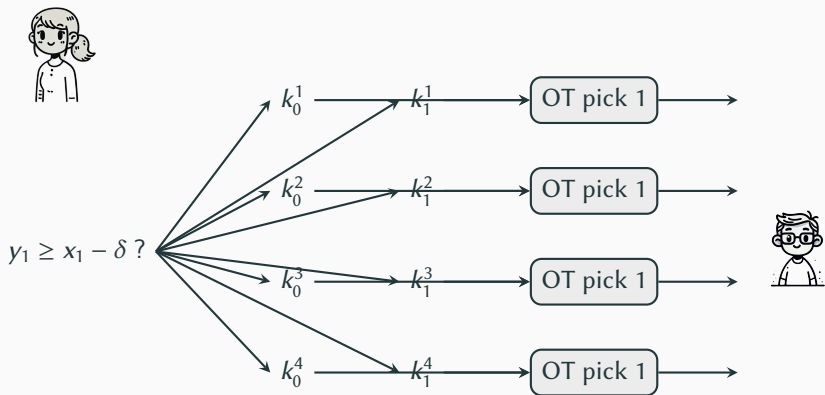 k_0^1 k_1^1 OT pick 1
k_0^2 k_1^2 OT pick 1
y_1 ≥ x_1 − δ ?
k_0^3 k_1^3 OT pick 1
k_0^4 k_1^4 OT pick 1